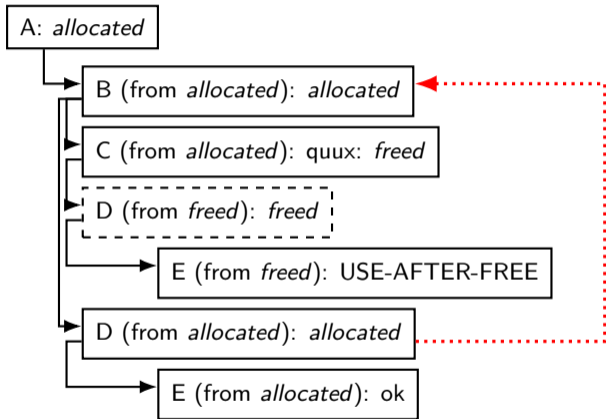 A: allocated
B (from allocated): allocated
C (from allocated): quux: freed
D (from freed): freed
E (from freed): USE-AFTER-FREE
D (from allocated): allocated
E (from allocated): ok